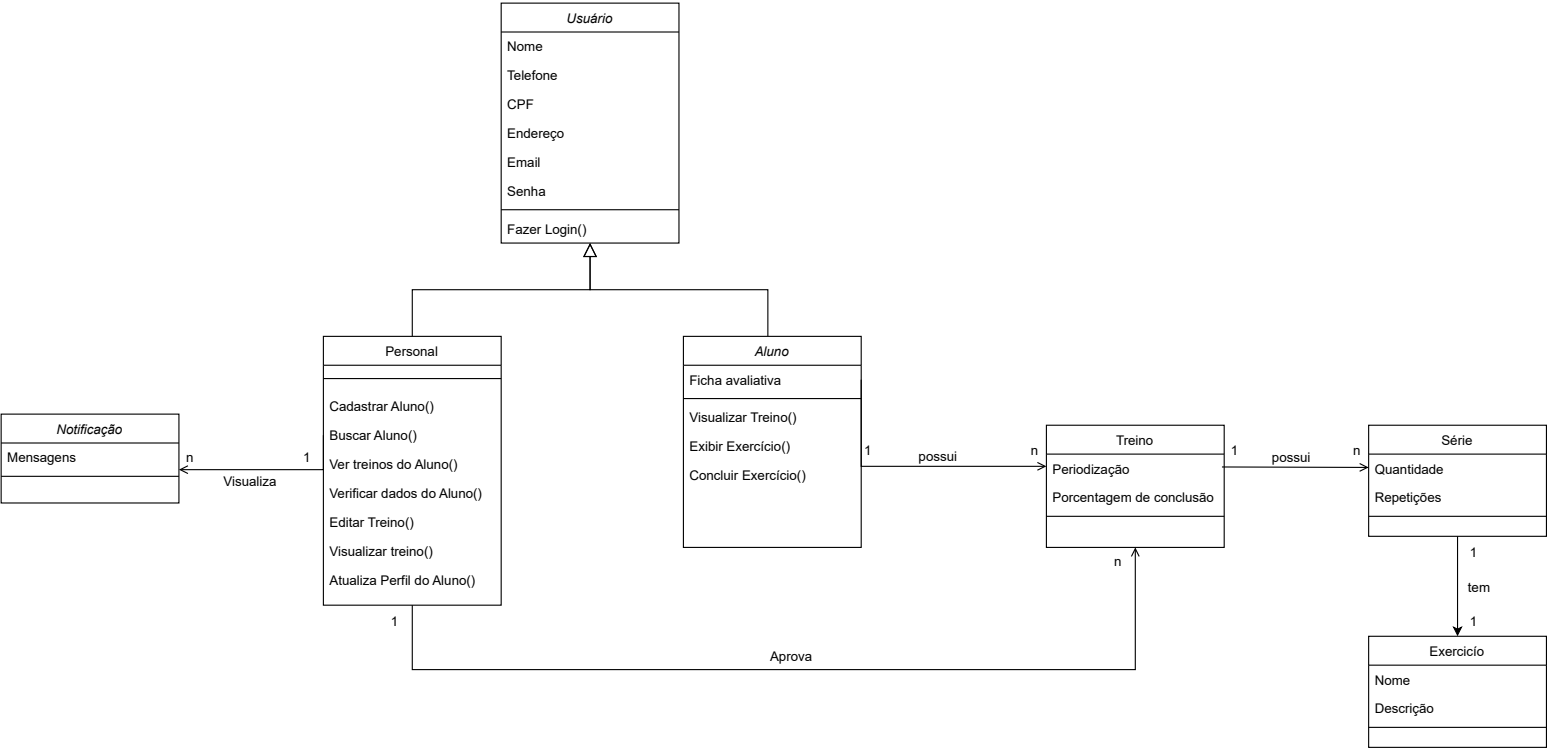 Usuário
Nome
Telefone
CPF
Endereço
Email
Senha
Fazer Login()
Personal
Cadastrar Aluno()
Buscar Aluno()
Ver treinos do Aluno()
Verificar dados do Aluno()
Editar Treino()
Visualizar treino()
Atualiza Perfil do Aluno()
Aluno
Ficha avaliativa
Visualizar Treino()
Exibir Exercício()
Concluir Exercício()
Notificação
Mensagens
n
1
Visualiza
1
possui
n
Treino
Periodização
Porcentagem de conclusão
1
possui
n
Série
Quantidade
Repetições
1
tem
1
n
1
Aprova
Exercicío
Nome
Descrição